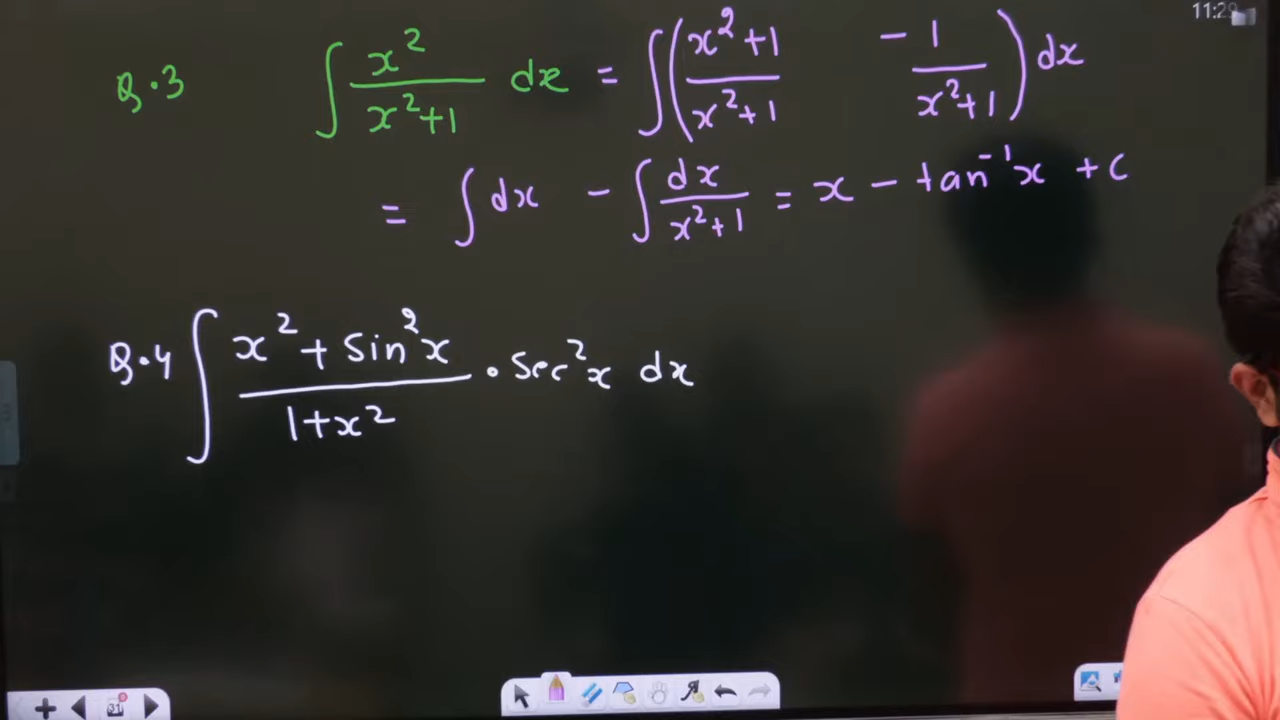 11:29
Q.3 ∫ x²/(x²+1) dx = ∫ ( (x²+1)/(x²+1) - 1/(x²+1) ) dx
= ∫ dx - ∫ dx/(x²+1) = x - tan⁻¹x + c
Q.4 ∫ (x² + sin²x)/(1+x²) · sec²x dx
31